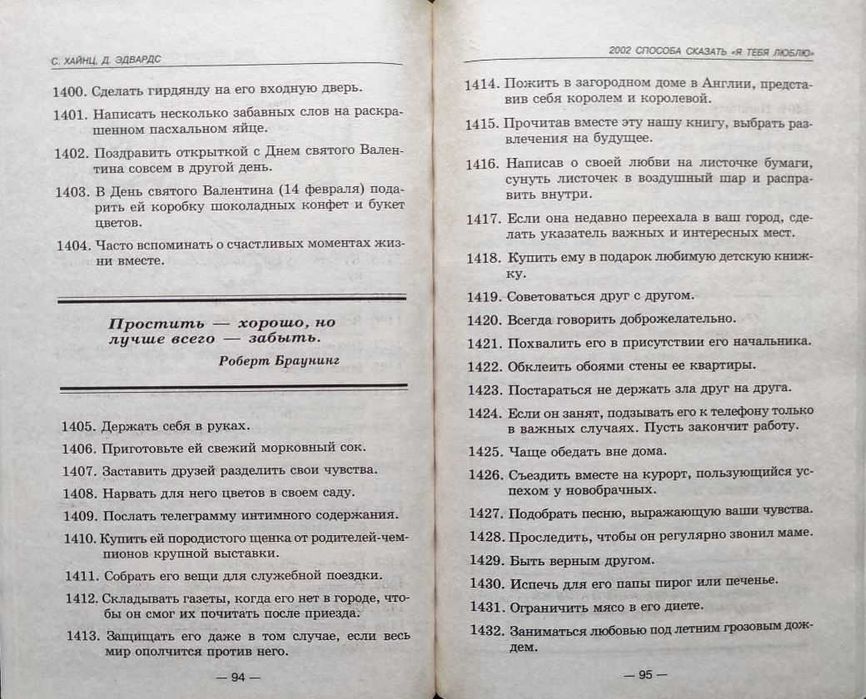 С. ХАЙНЦ, Д. ЭДВАРДС
1400. Сделать гирдянду на его входную дверь.
1401. Написать несколько забавных слов на раскра-
шенном пасхальном яйце.
1402. Поздравить открыткой с Днем святого Вален-
тина совсем в другой день.
1403. В День святого Валентина (14 февраля) пода-
рить ей коробку шоколадных конфет и букет
цветов.
1404. Часто вспоминать о счастливых моментах жиз-
ни вместе.
Простить — хорошо, но
лучше всего — забыть.
Роберт Браунинг
1405. Держать себя в руках.
1406. Приготовьте ей свежий морковный сок.
1407. Заставить друзей разделить свои чувства.
1408. Нарвать для него цветов в своем саду.
1409. Послать телеграмму интимного содержания.
1410. Купить ей породистого щенка от родителей-чем-
пионов крупной выставки.
1411. Собрать его вещи для служебной поездки.
1412. Складывать газеты, когда его нет в городе, что-
бы он смог их почитать после приезда.
1413. Защищать его даже в том случае, если весь
мир ополчится против него.
— 94 —
2002 СПОСОБА СКАЗАТЬ «Я ТЕБЯ ЛЮБЛЮ»
1414. Пожить в загородном доме в Англии, предста-
вив себя королем и королевой.
1415. Прочитав вместе эту нашу книгу, выбрать раз-
влечения на будущее.
1416. Написав о своей любви на листочке бумаги,
сунуть листочек в воздушный шар и распра-
вить внутри.
1417. Если она недавно переехала в ваш город, сде-
лать указатель важных и интересных мест.
1418. Купить ему в подарок любимую детскую книж-
ку.
1419. Советоваться друг с другом.
1420. Всегда говорить доброжелательно.
1421. Похвалить его в присутствии его начальника.
1422. Обклеить обоями стены ее квартиры.
1423. Постараться не держать зла друг на друга.
1424. Если он занят, подзывать его к телефону только
в важных случаях. Пусть закончит работу.
1425. Чаще обедать вне дома.
1426. Съездить вместе на курорт, пользующийся ус-
пехом у новобрачных.
1427. Подобрать песню, выражающую ваши чувства.
1428. Проследить, чтобы он регулярно звонил маме.
1429. Быть верным другом.
1430. Испечь для его папы пирог или печенье.
1431. Ограничить мясо в его диете.
1432. Заниматься любовью под летним грозовым дож-
дем.
— 95 —